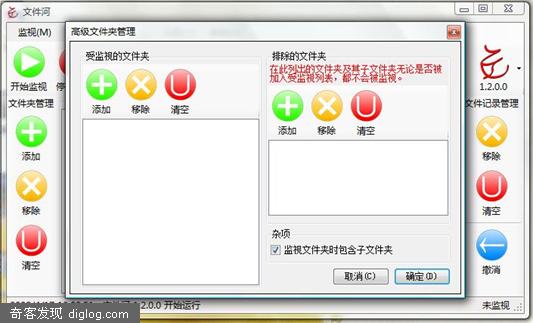 文件河
监视(M)
高级文件夹管理
受监视的文件夹
添加
移除
清空
排除的文件夹
在此列出的文件夹及其子文件夹无论是否被
加入受监视列表，都不会被监视。
添加
移除
清空
杂项
监视文件夹时包含子文件夹
取消(C)
确定(D)
开始监视
文件夹管理
添加
移除
清空
1.2.0.0
文件记录管理
移除
清空
撤消
1.2.0.0 开始运行
未监视
奇客发现 diglog.com